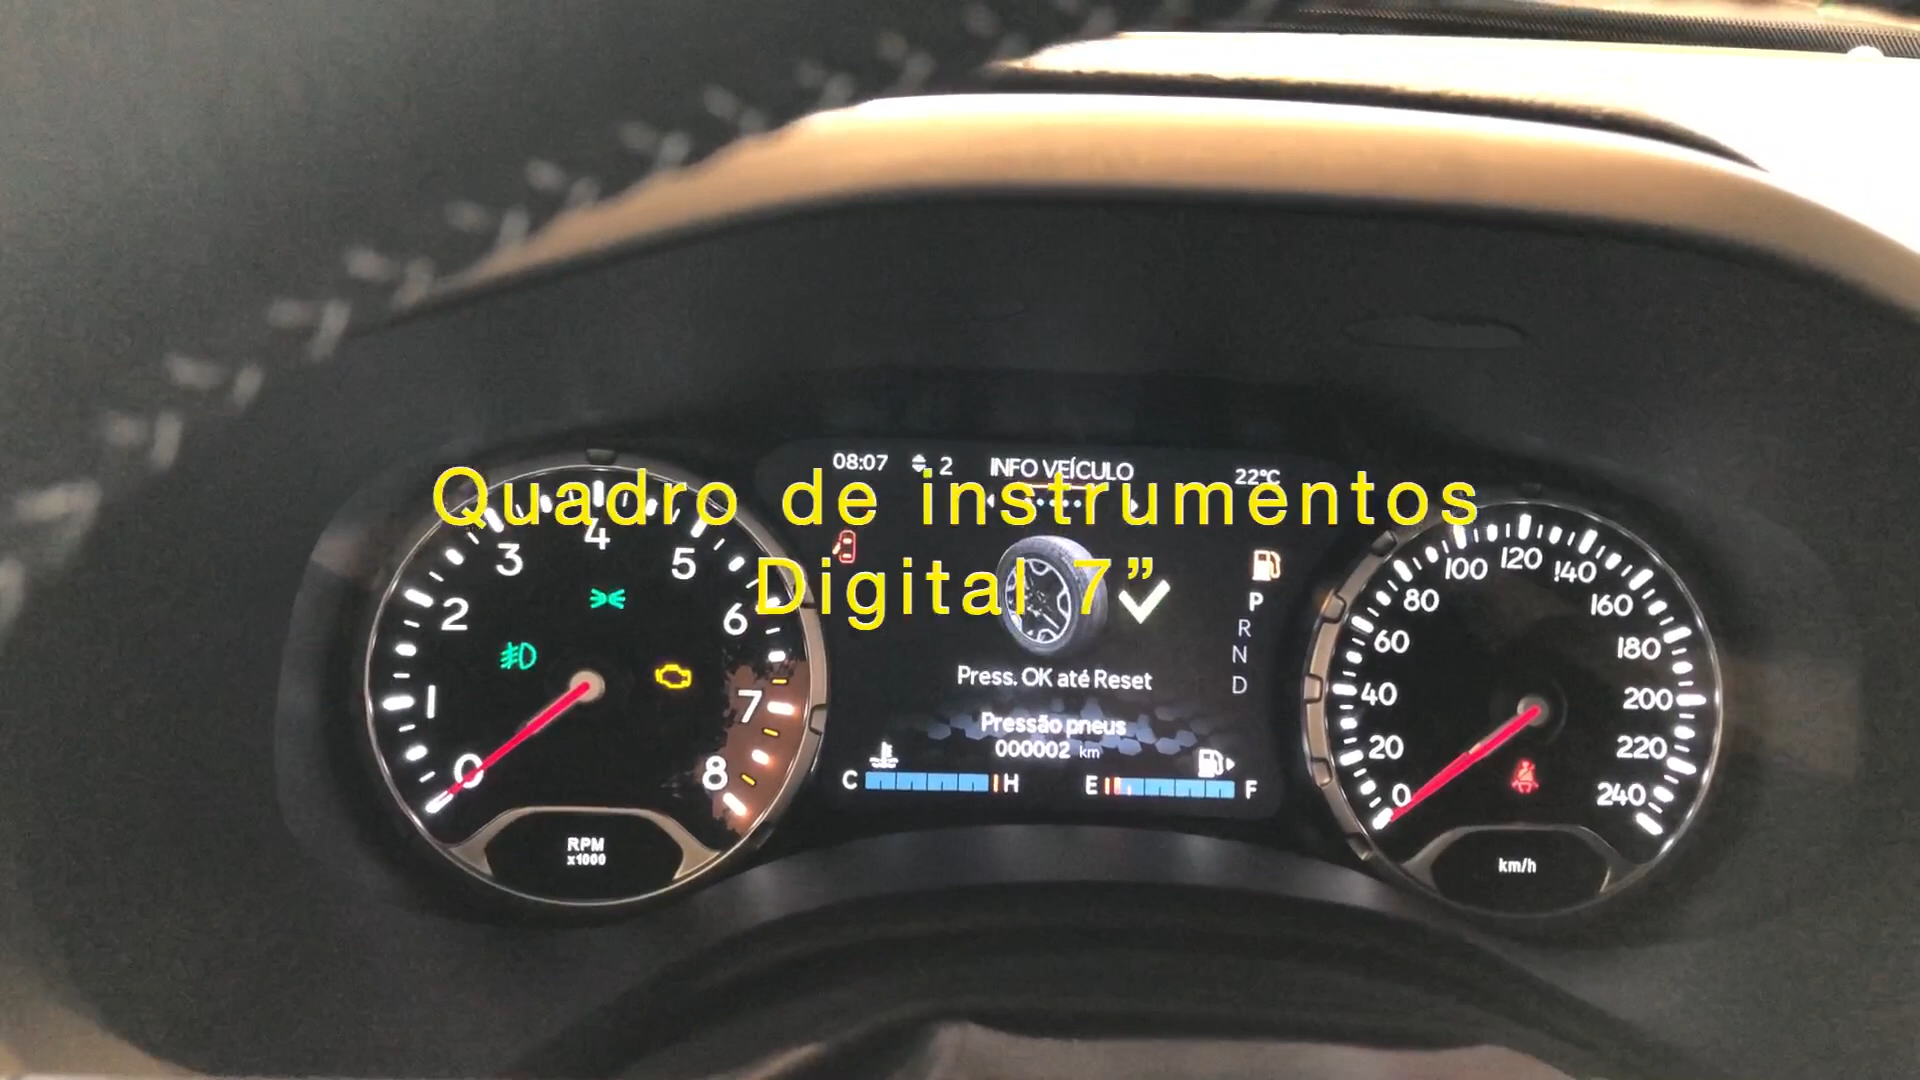 08:07 2 INFO VEÍCULO 22°C
Quadro de instrumentos
Digital 7”
0 1 2 3 4 5 6 7 8
RPM
x1000
P
R
N
D
Press. OK até Reset
Pressão pneus
000002 km
C H E F
0 20 40 60 80 100 120 140 160 180 200 220 240
km/h